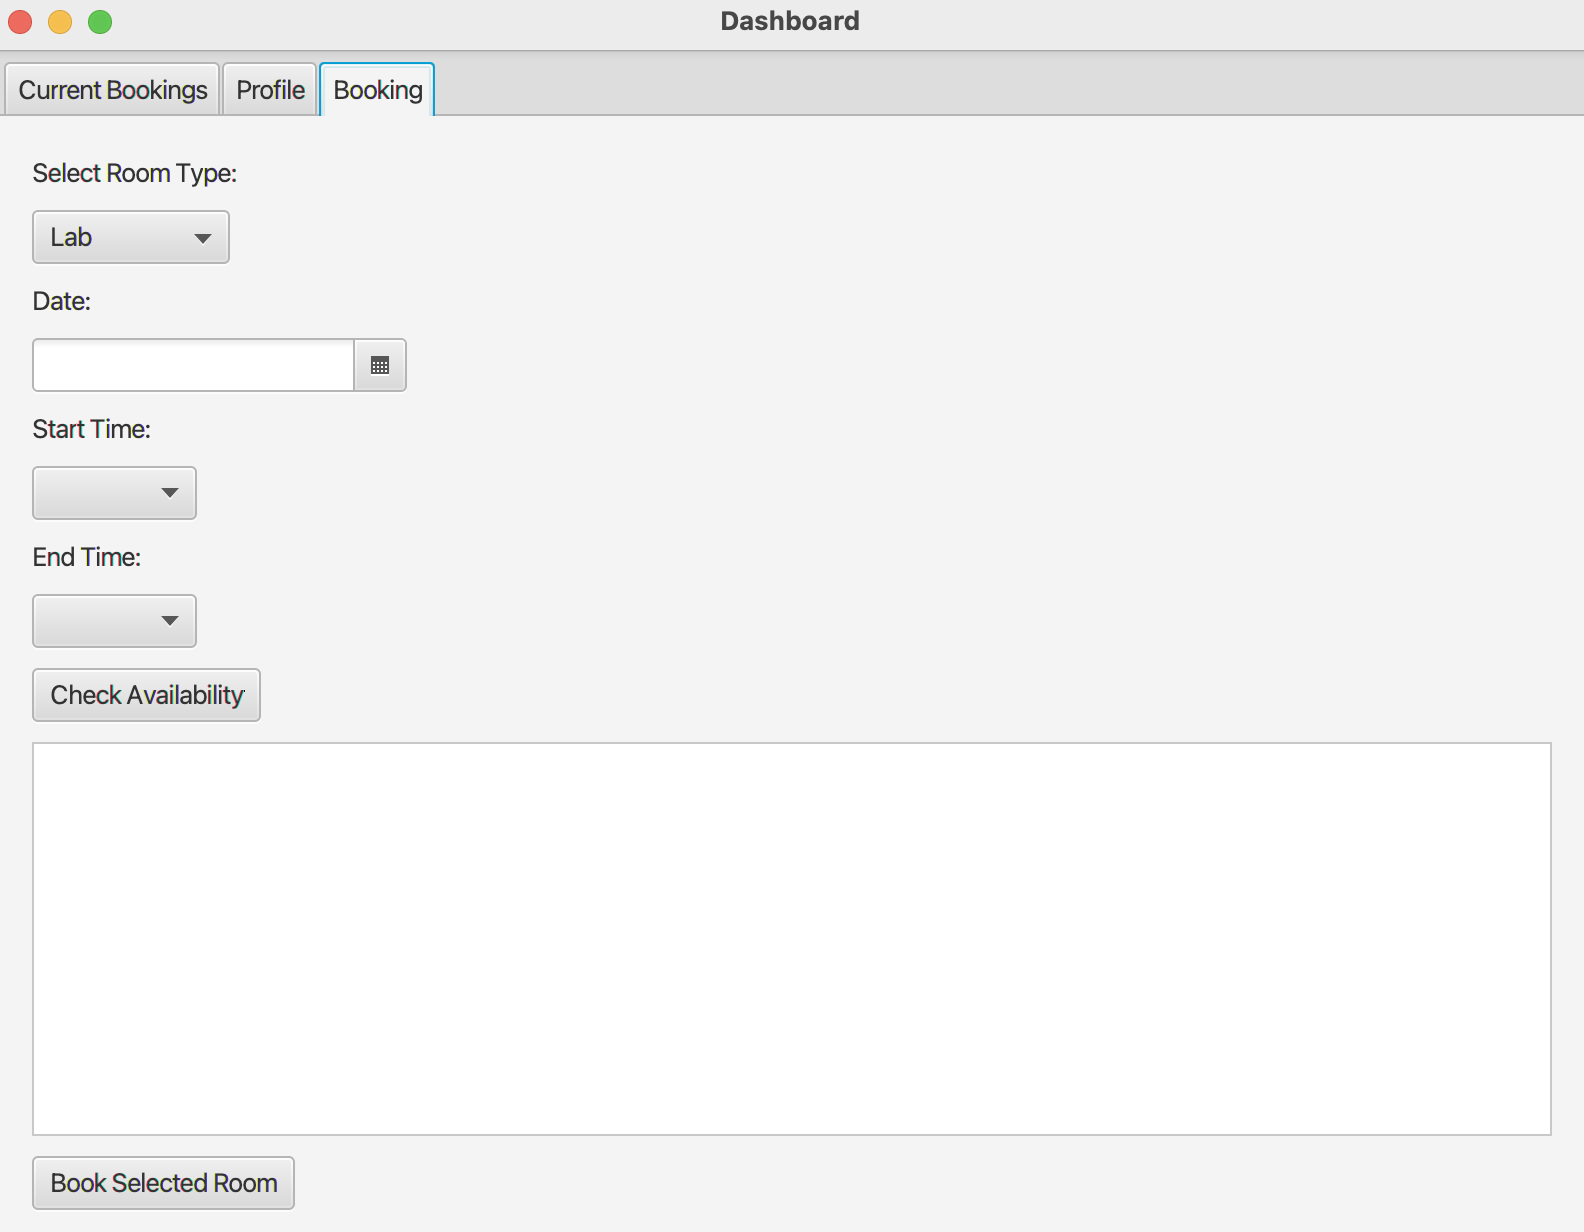 Dashboard
Current Bookings Profile Booking
Select Room Type:
Lab
Date:
Start Time:
End Time:
Check Availability
Book Selected Room